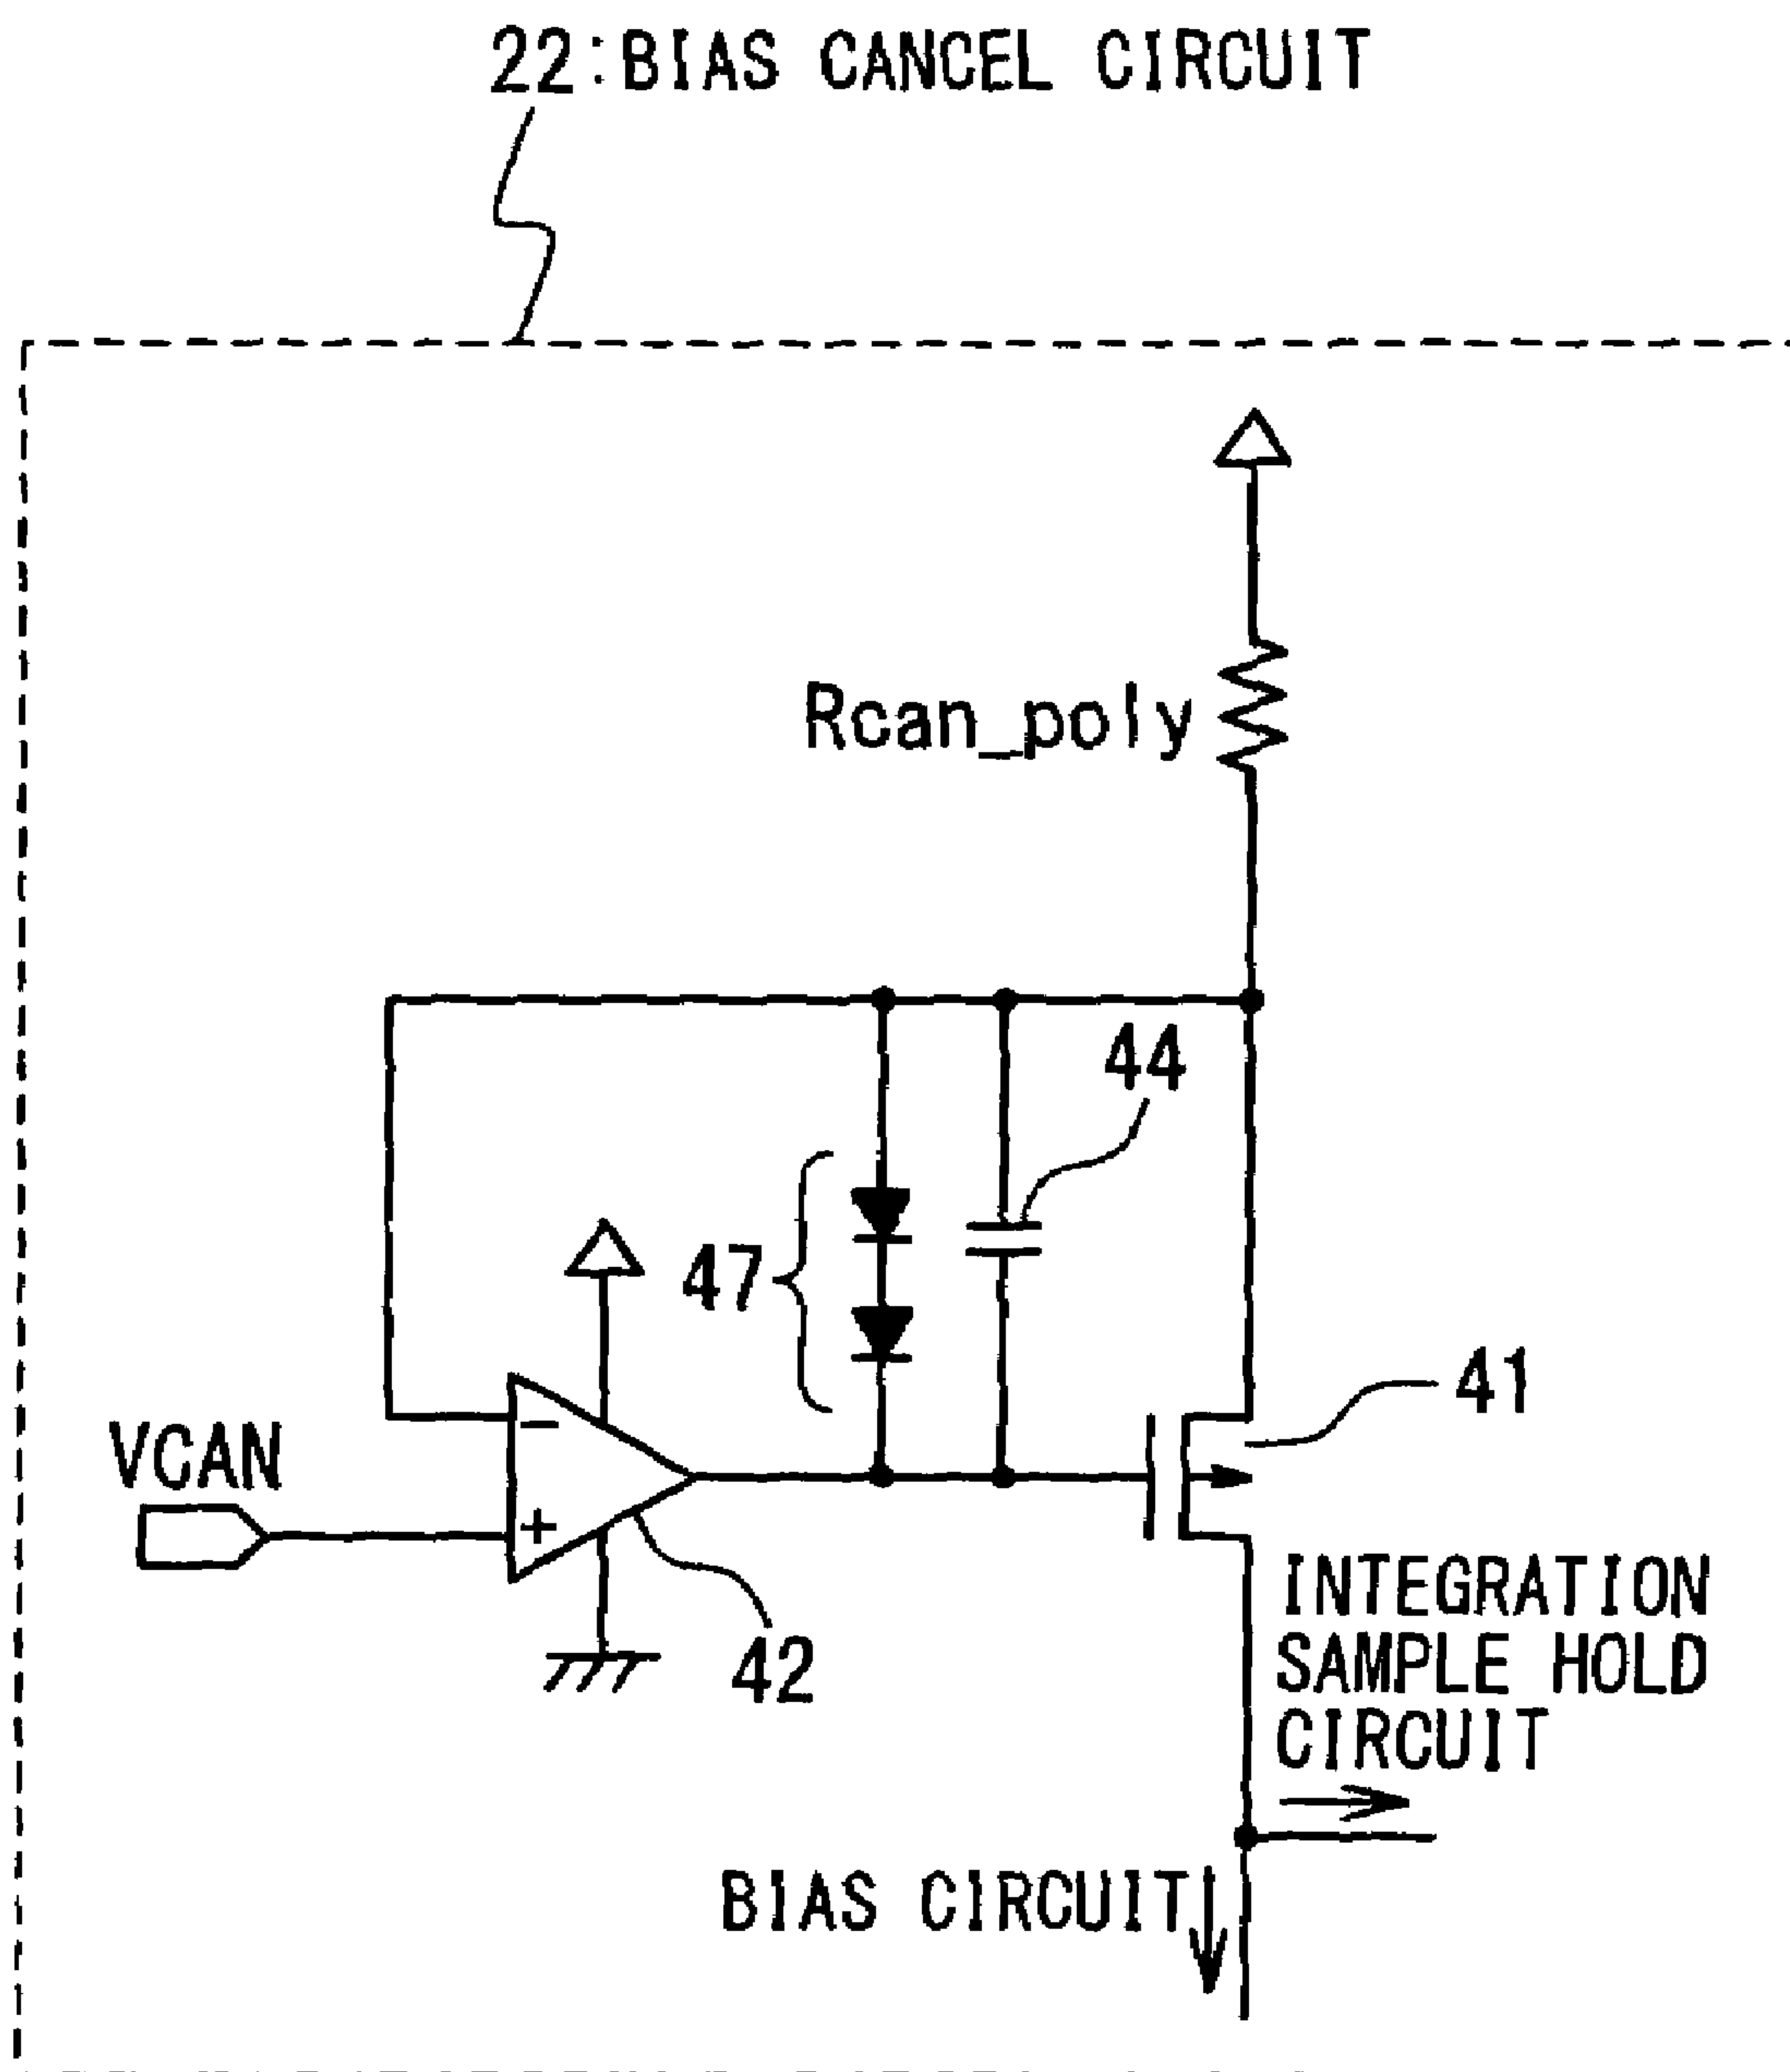 22:BIAS CANCEL CIRCUIT
Rcan_poly
44
47
41
VCAN
−
+
42
INTEGRATION
SAMPLE HOLD
CIRCUIT
BIAS CIRCUIT